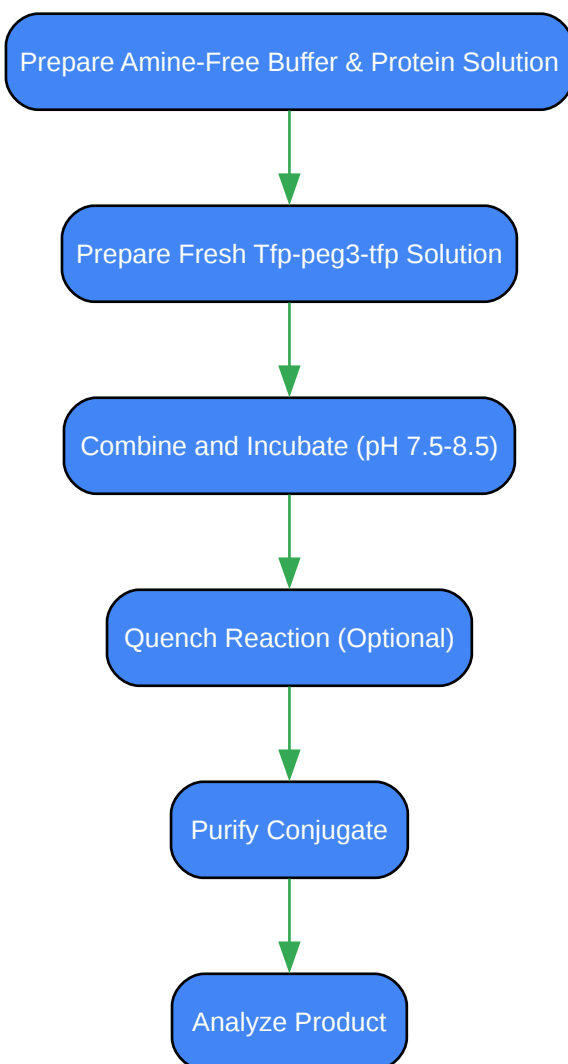 Prepare Amine-Free Buffer & Protein Solution
Prepare Fresh Tfp-peg3-tfp Solution
Combine and Incubate (pH 7.5-8.5)
Quench Reaction (Optional)
Purify Conjugate
Analyze Product